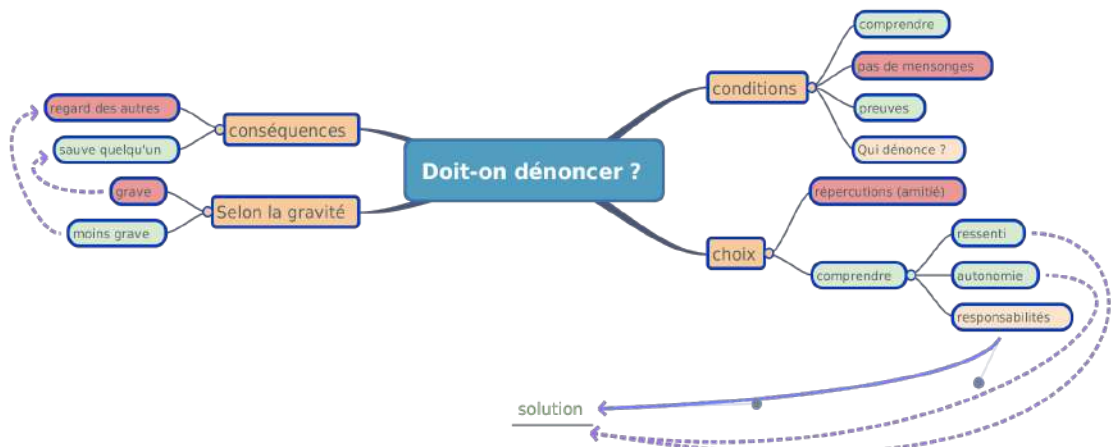 Doit-on dénoncer ?
conséquences
regard des autres
sauve quelqu'un
Selon la gravité
grave
moins grave
conditions
comprendre
pas de mensonges
preuves
Qui dénonce ?
choix
répercutions (amitié)
comprendre
ressenti
autonomie
responsabilités
solution